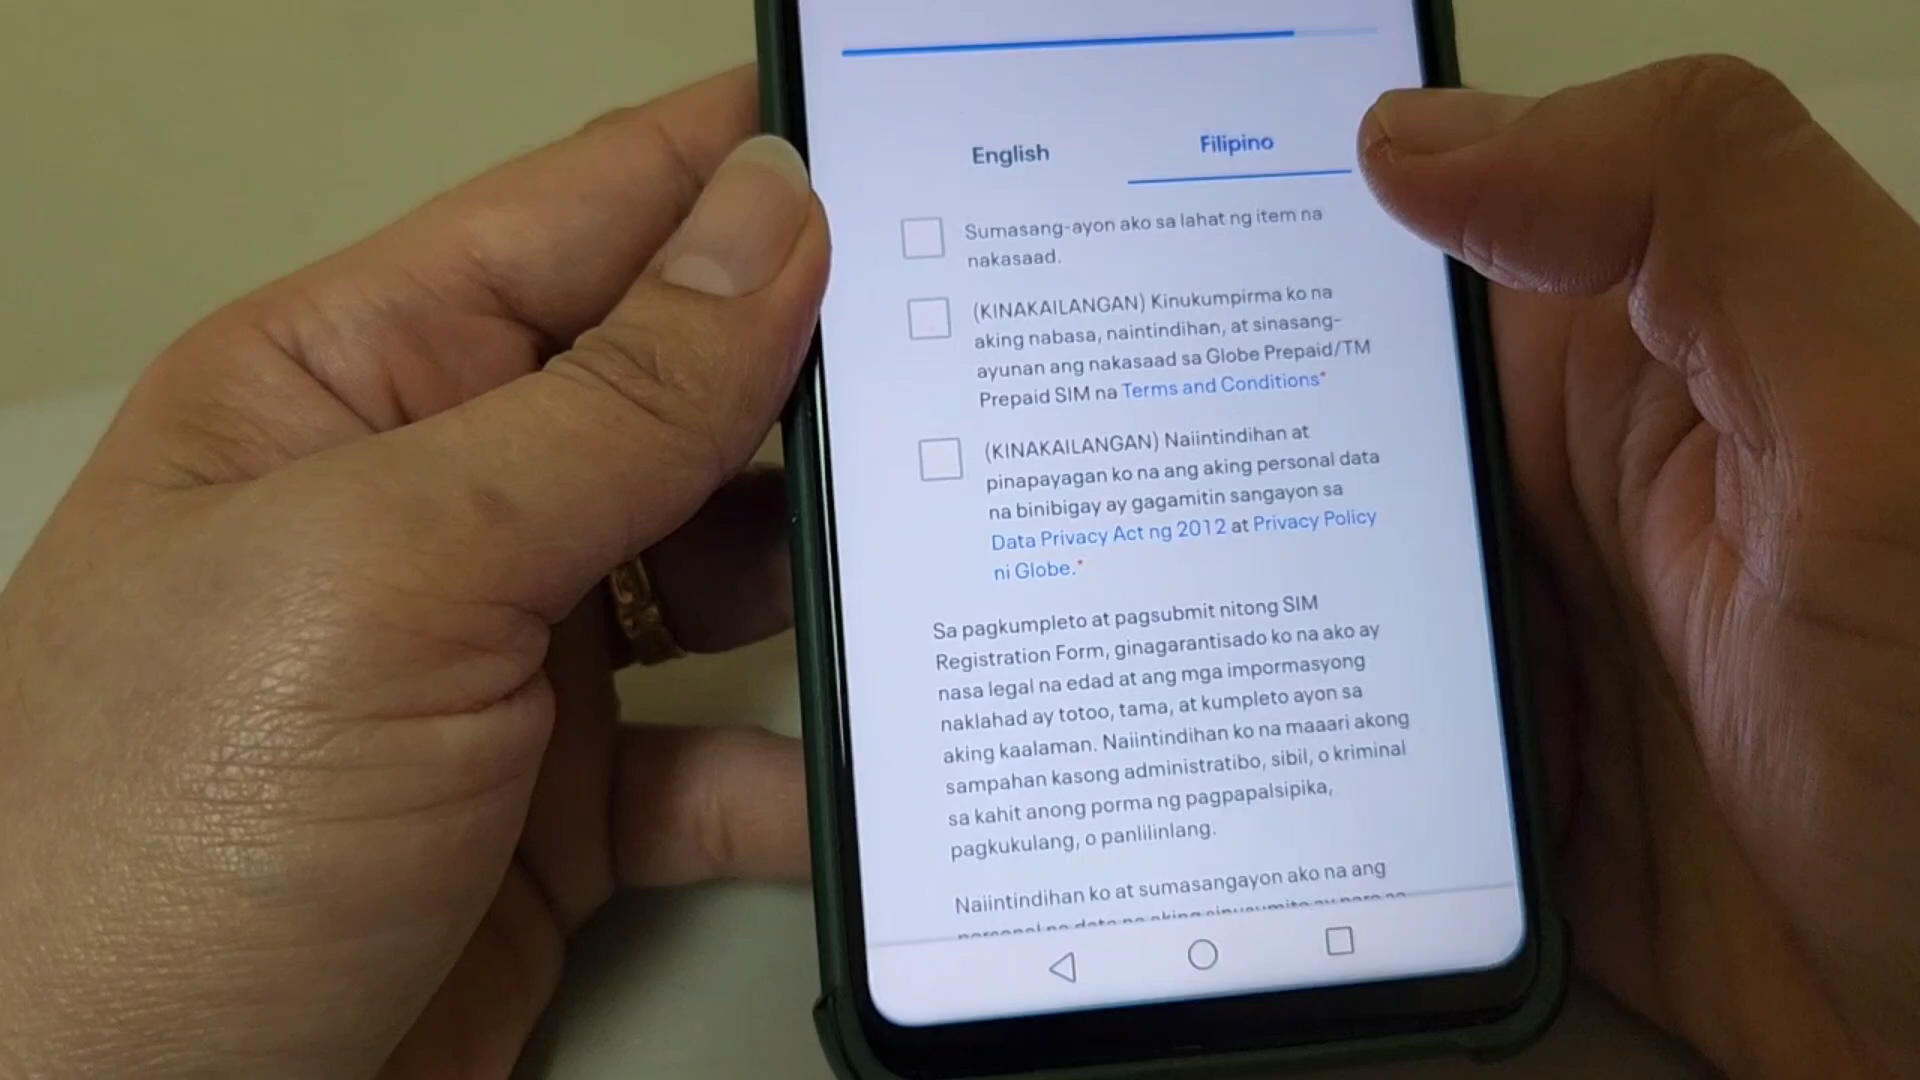 English
Filipino
Sumasang-ayon ako sa lahat ng item na
nakasaad.
(KINAKAILANGAN) Kinukumpirma ko na
aking nabasa, naintindihan, at sinasang-
ayunan ang nakasaad sa Globe Prepaid/TM
Prepaid SIM na Terms and Conditions*
(KINAKAILANGAN) Naiintindihan at
pinapayagan ko na ang aking personal data
na binibigay ay gagamitin sangayon sa
Data Privacy Act ng 2012 at Privacy Policy
ni Globe.*
Sa pagkumpleto at pagsubmit nitong SIM
Registration Form, ginagarantisado ko na ako ay
nasa legal na edad at ang mga impormasyong
naklahad ay totoo, tama, at kumpleto ayon sa
aking kaalaman. Naiintindihan ko na maaari akong
sampahan kasong administratibo, sibil, o kriminal
sa kahit anong porma ng pagpapalsipika,
pagkukulang, o panlilinlang.
Naiintindihan ko at sumasangayon ako na ang